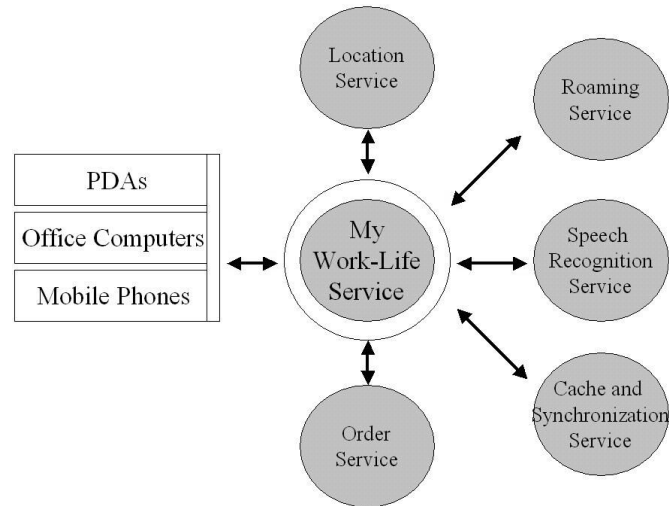 Location
Service
Roaming
Service
PDAs
Office Computers
Mobile Phones
My
Work-Life
Service
Speech
Recognition
Service
Order
Service
Cache and
Synchronization
Service